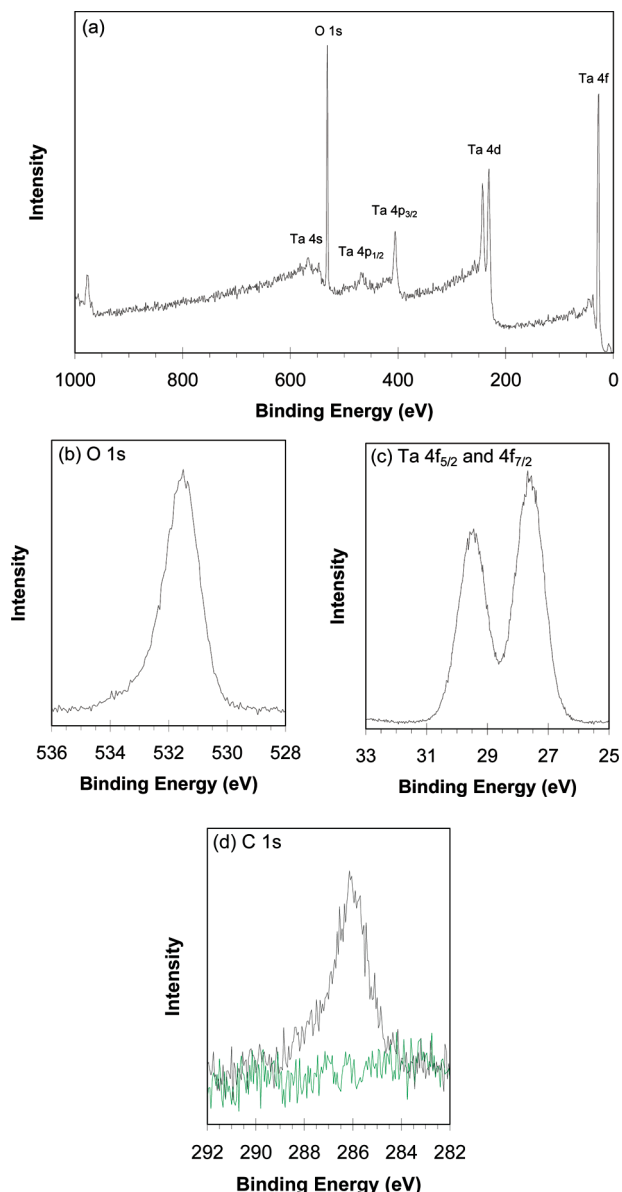 (a)
O 1s
Ta 4f
Ta 4d
Ta 4p3/2
Ta 4s
Ta 4p1/2
Intensity
1000 800 600 400 200 0
Binding Energy (eV)
(b) O 1s
Intensity
536 534 532 530 528
Binding Energy (eV)
(c) Ta 4f5/2 and 4f7/2
Intensity
33 31 29 27 25
Binding Energy (eV)
(d) C 1s
Intensity
292 290 288 286 284 282
Binding Energy (eV)